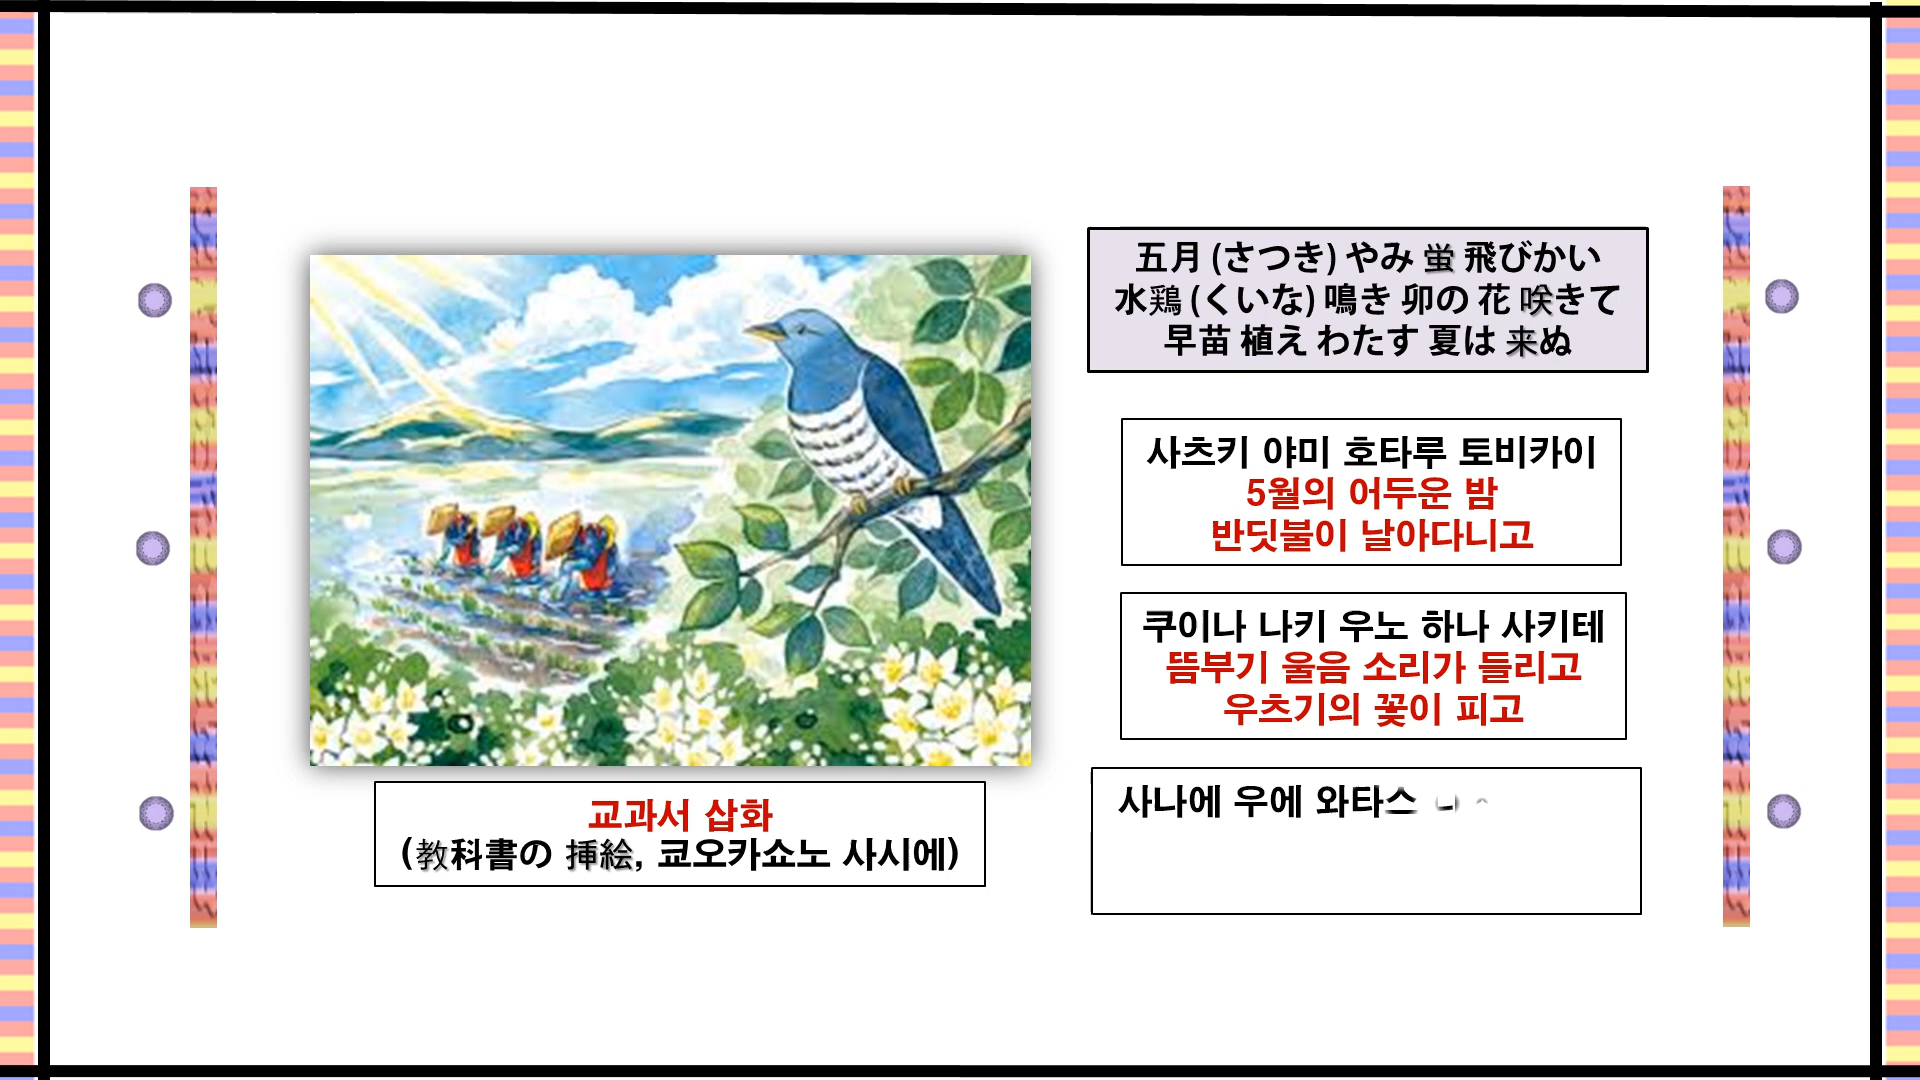 五月 (さつき) やみ 蛍 飛びかい
水鶏 (くいな) 鳴き 卯の 花 咲きて
早苗 植え わたす 夏は 来ぬ
사츠키 야미 호타루 토비카이
5월의 어두운 밤
반딧불이 날아다니고
쿠이나 나키 우노 하나 사키테
뜸부기 울음 소리가 들리고
우츠기의 꽃이 피고
사나에 우에 와타스
교과서 삽화
(教科書の 挿絵, 쿄오카쇼노 사시에)